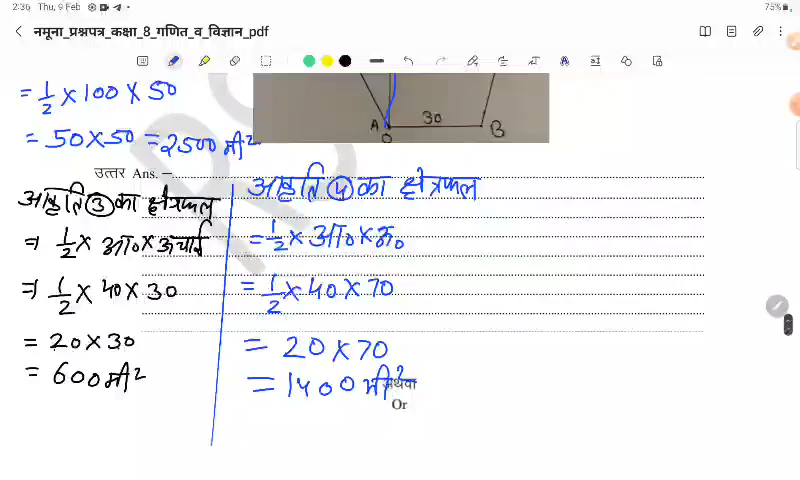 2:36 Thu, 9 Feb
75%
नमूना_प्रश्नपत्र_कक्षा_8_गणित_व_विज्ञान_pdf
= 1/2 × 100 × 50
= 50 × 50 = 2500 मी²
A 30 B
उत्तर Ans. –
आकृति ③ का क्षेत्रफल
⇒ 1/2 × आ० × ऊचाई
⇒ 1/2 × 40 × 30
= 20 × 30
= 600 मी²
आकृति ④ का क्षेत्रफल
= 1/2 × आ० × ऊ०
= 1/2 × 40 × 70
= 20 × 70
= 1400 मी²
अथवा
Or